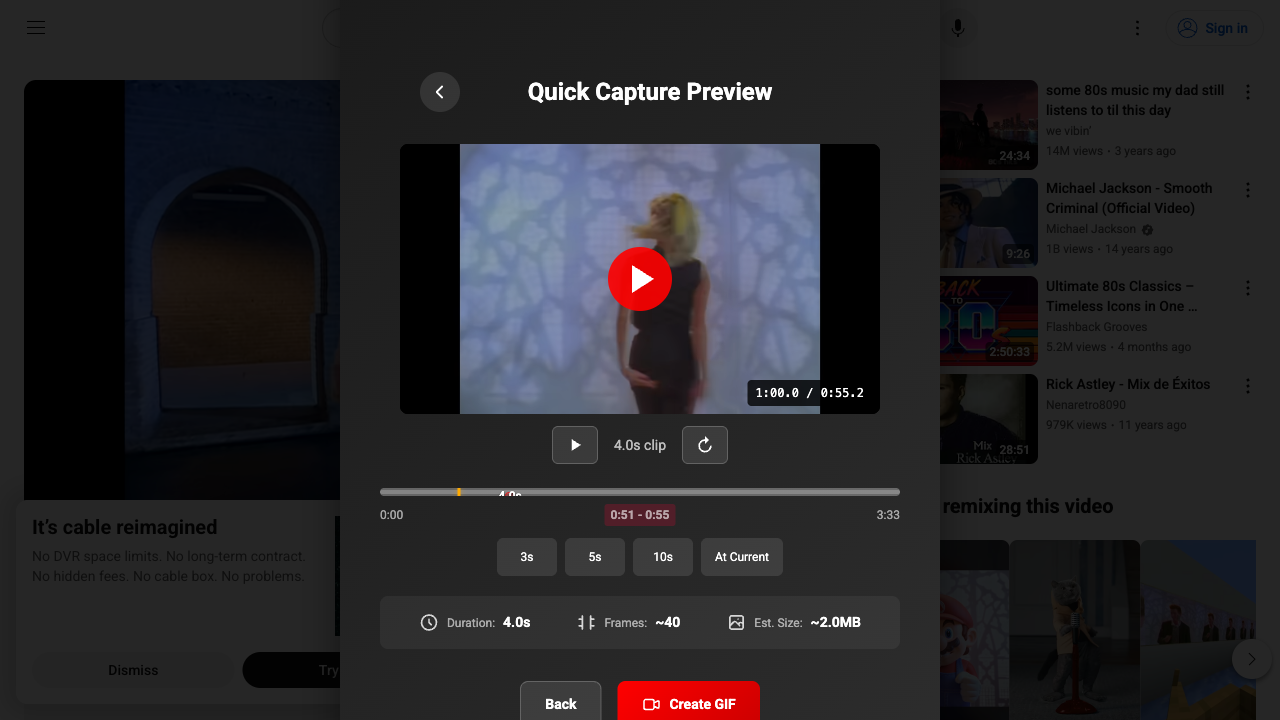 Sign in
Quick Capture Preview
1:00.0 / 0:55.2
4.0s clip
4.0s
0:00
0:51 - 0:55
3:33
3s
5s
10s
At Current
Duration: 4.0s
Frames: ~40
Est. Size: ~2.0MB
Back
Create GIF
It's cable reimagined
No DVR space limits. No long-term contract.
No hidden fees. No cable box. No problems.
Dismiss
Try
some 80s music my dad still
listens to til this day
we vibin'
14M views • 3 years ago
24:34
Michael Jackson - Smooth
Criminal (Official Video)
Michael Jackson
1B views • 14 years ago
9:26
BACK
TO
80
Ultimate 80s Classics –
Timeless Icons in One ...
Flashback Grooves
5.2M views • 4 months ago
2:50:33
Rick Astley - Mix de Éxitos
Nenaretro8090
979K views • 11 years ago
Mix
Rick Astley
28:51
remixing this video